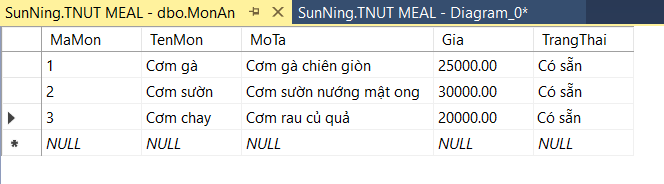 SunNing.TNUT MEAL - dbo.MonAn SunNing.TNUT MEAL - Diagram_0*
MaMon TenMon MoTa Gia TrangThai
1 Cơm gà Cơm gà chiên giòn 25000.00 Có sẵn
2 Cơm sườn Cơm sườn nướng mật ong 30000.00 Có sẵn
3 Cơm chay Cơm rau củ quả 20000.00 Có sẵn
NULL NULL NULL NULL NULL